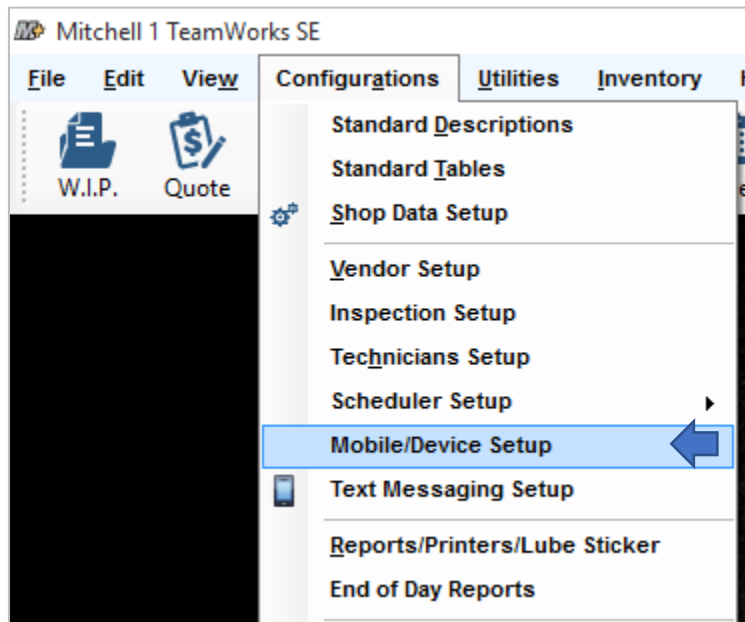 Mitchell 1 TeamWorks SE
File Edit View Configurations Utilities Inventory
W.I.P. Quote
Standard Descriptions
Standard Tables
Shop Data Setup
Vendor Setup
Inspection Setup
Technicians Setup
Scheduler Setup
Mobile/Device Setup
Text Messaging Setup
Reports/Printers/Lube Sticker
End of Day Reports